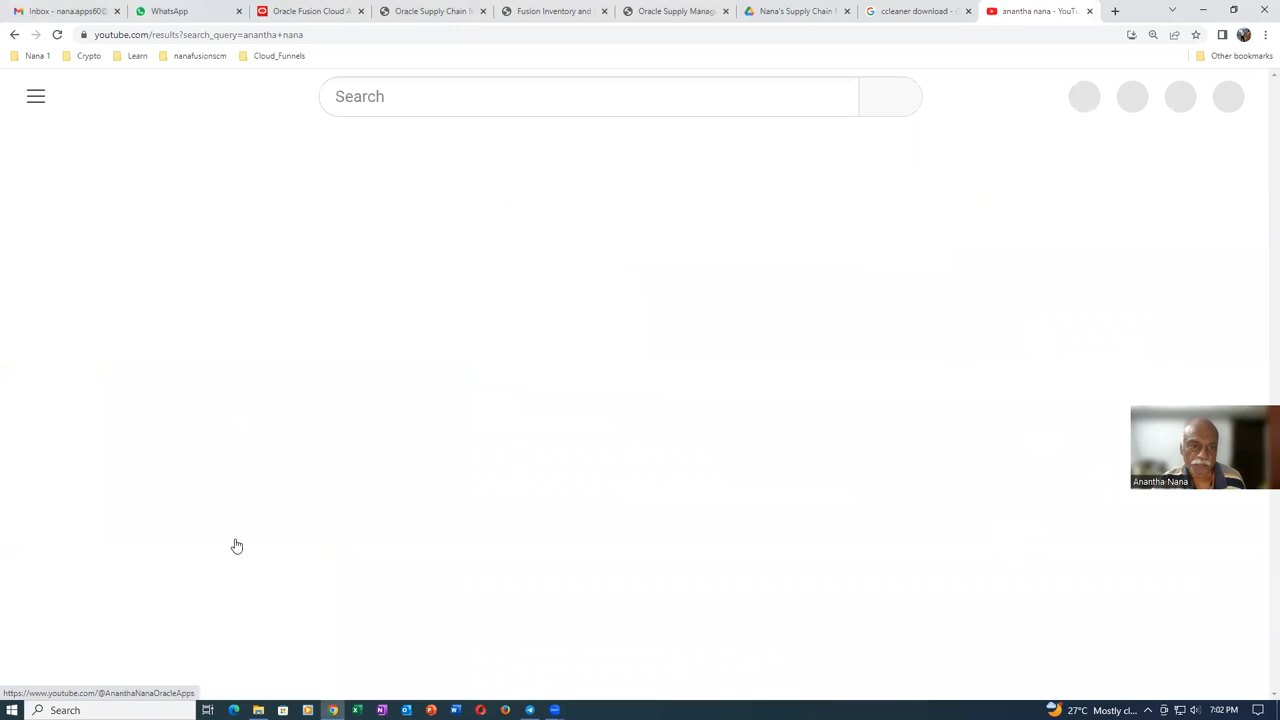 Inbox - nana.apps60@
WhatsApp
Oracle Fusion Cloud A
Oracle Supply Chain M
Fusion Inventory and
Oracle Supply Manag
Nana's Supply Chain M
ccleaner download - G
anantha nana - YouTu
youtube.com/results?search_query=anantha+nana
Nana 1
Crypto
Learn
nanafusionscm
Cloud_Funnels
Other bookmarks
Search
Anantha Nana
https://www.youtube.com/@AnanthaNanaOracleApps
Search
27°C Mostly cl...
7:02 PM